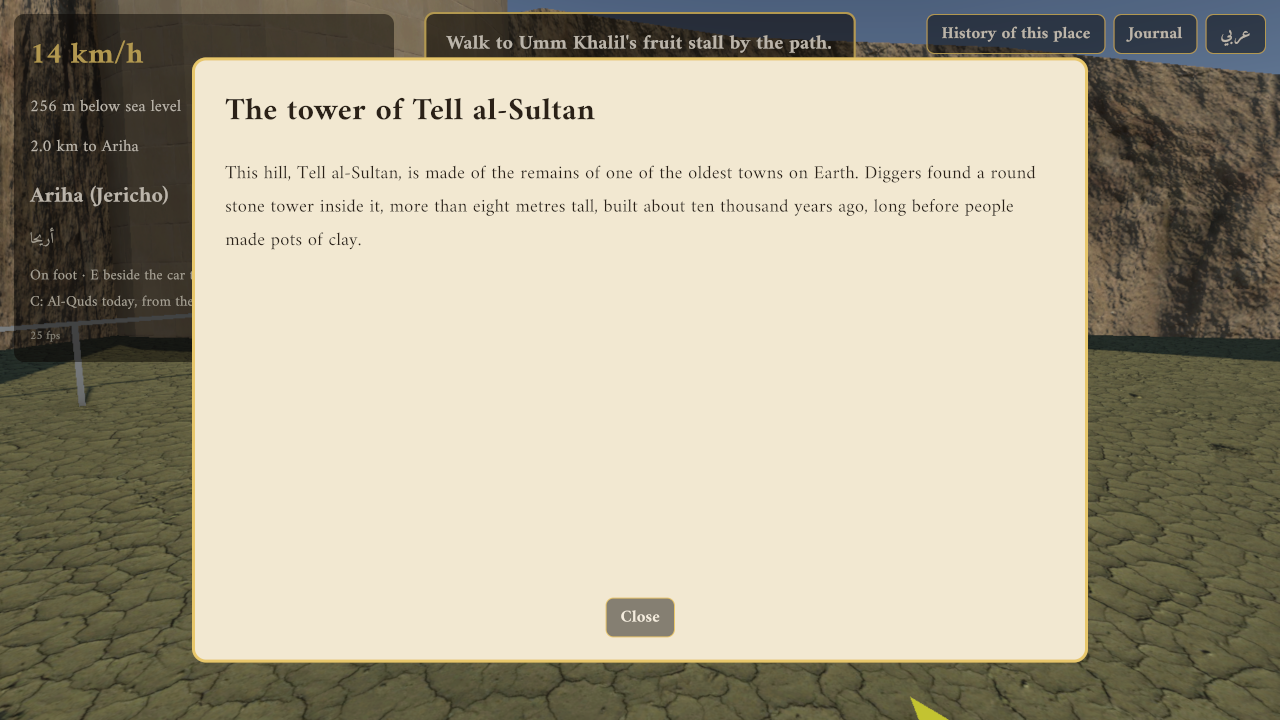 14 km/h
256 m below sea level
2.0 km to Ariha
Ariha (Jericho)
أريحا
On foot · E beside the car
C: Al-Quds today, from the
25 fps
Walk to Umm Khalil's fruit stall by the path.
History of this place
Journal
عربي
The tower of Tell al-Sultan
This hill, Tell al-Sultan, is made of the remains of one of the oldest towns on Earth. Diggers found a round
stone tower inside it, more than eight metres tall, built about ten thousand years ago, long before people
made pots of clay.
Close